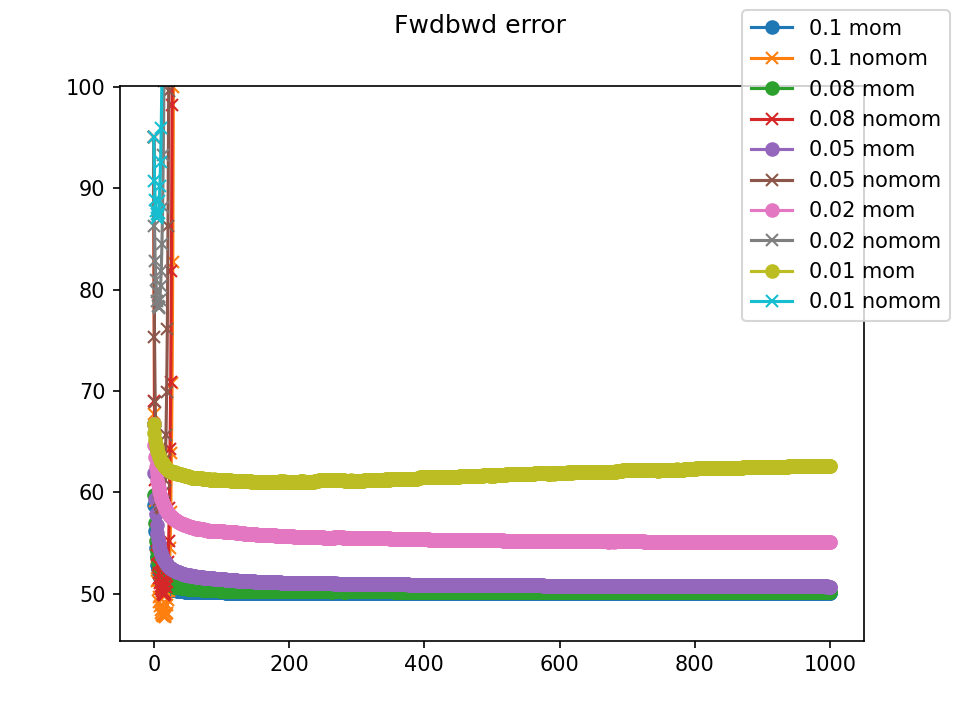 Fwdbwd error
0.1 mom
0.1 nomom
0.08 mom
0.08 nomom
0.05 mom
0.05 nomom
0.02 mom
0.02 nomom
0.01 mom
0.01 nomom
100
90
80
70
60
50
0 200 400 600 800 1000